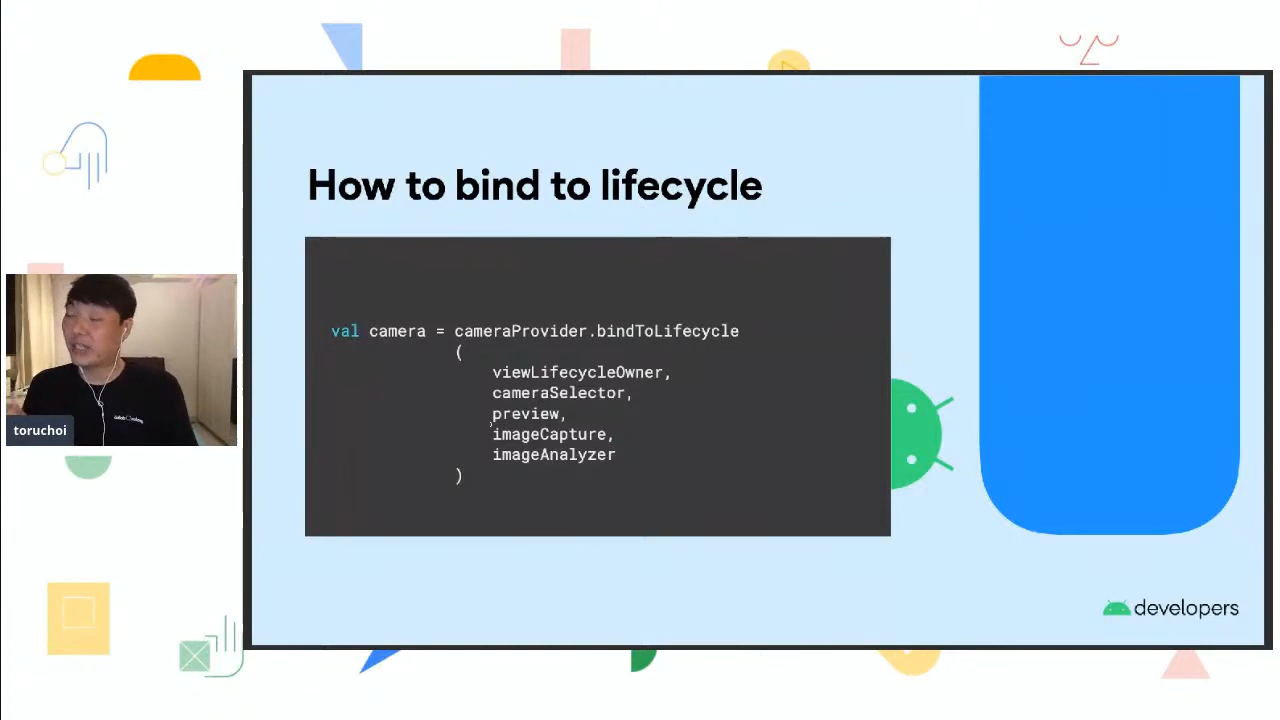 How to bind to lifecycle
val camera = cameraProvider.bindToLifecycle
(
viewLifecycleOwner,
cameraSelector,
preview,
imageCapture,
imageAnalyzer
)
toruchoi
developers